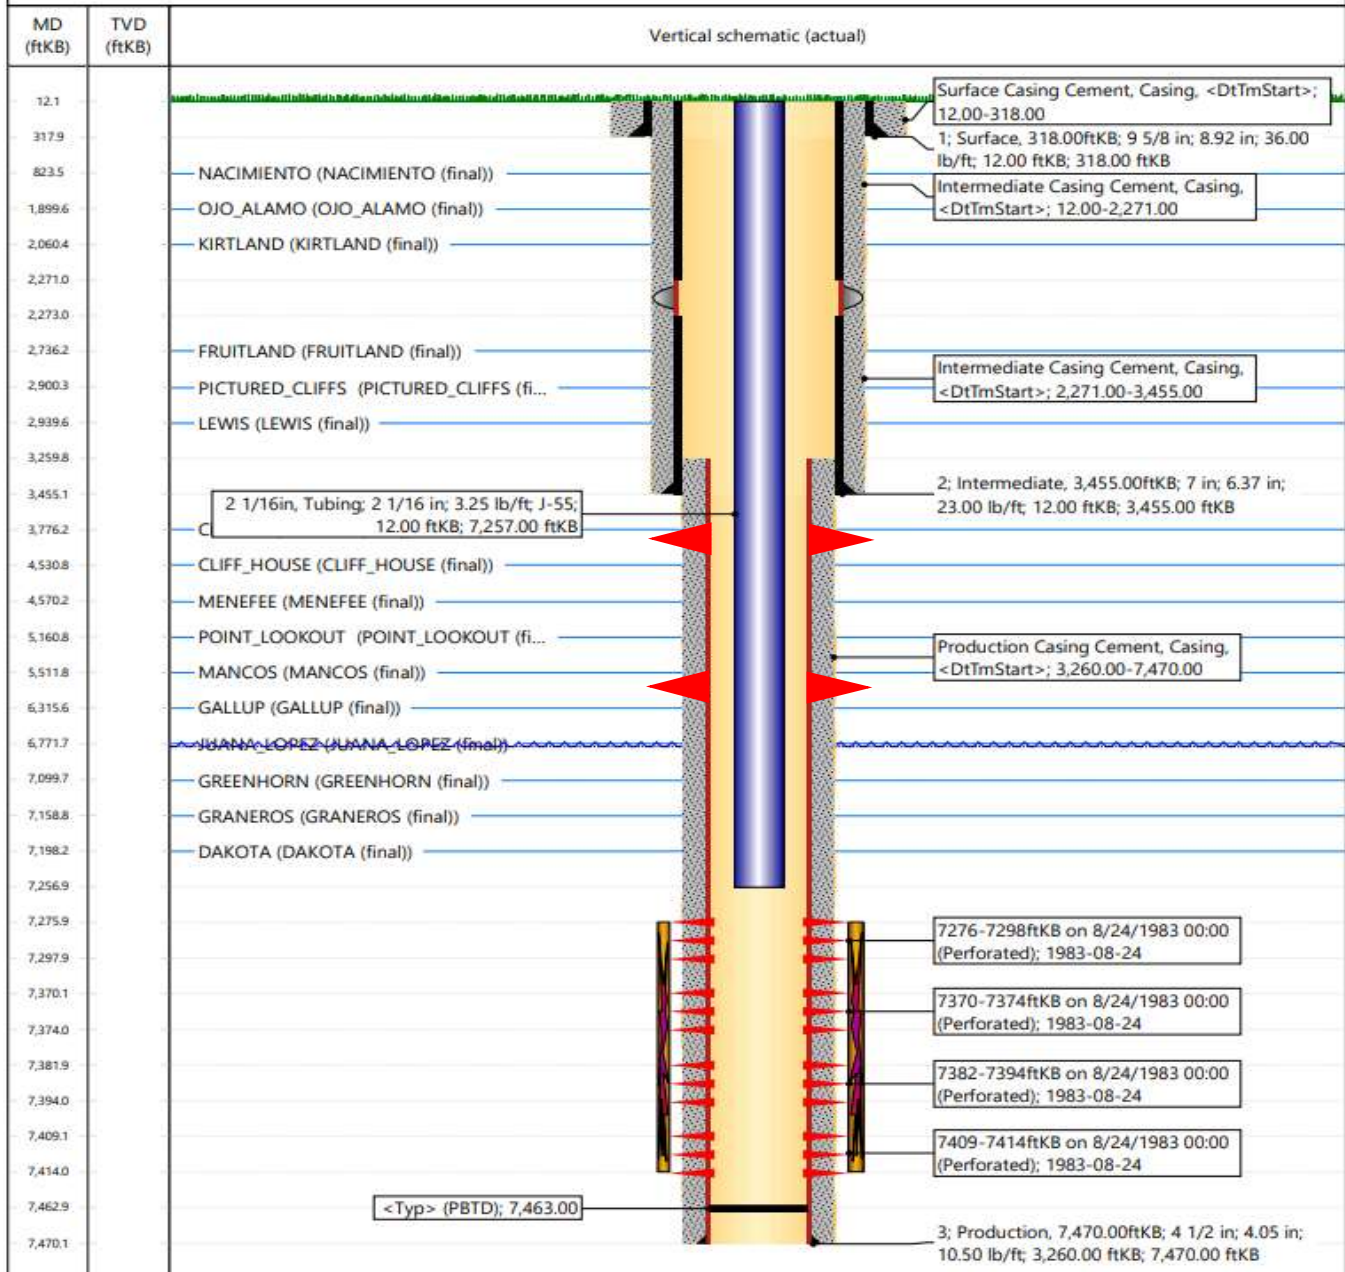 MD
(ftKB)
TVD
(ftKB)
Vertical schematic (actual)
12.1
317.9
823.5
1,899.6
2,060.4
2,271.0
2,273.0
2,736.2
2,900.3
2,939.6
3,259.8
3,455.1
3,776.2
4,530.8
4,570.2
5,160.8
5,511.8
6,315.6
6,771.7
7,099.7
7,158.8
7,198.2
7,256.9
7,275.9
7,297.9
7,370.1
7,374.0
7,381.9
7,394.0
7,409.1
7,414.0
7,462.9
7,470.1
NACIMIENTO (NACIMIENTO (final))
OJO_ALAMO (OJO_ALAMO (final))
KIRTLAND (KIRTLAND (final))
FRUITLAND (FRUITLAND (final))
PICTURED_CLIFFS (PICTURED_CLIFFS (fi...
LEWIS (LEWIS (final))
2 1/16in, Tubing; 2 1/16 in; 3.25 lb/ft; J-55;
12.00 ftKB; 7,257.00 ftKB
CLIFF_HOUSE (CLIFF_HOUSE (final))
MENEFEE (MENEFEE (final))
POINT_LOOKOUT (POINT_LOOKOUT (fi...
MANCOS (MANCOS (final))
GALLUP (GALLUP (final))
JUANA_LOPEZ (JUANA_LOPEZ (final))
GREENHORN (GREENHORN (final))
GRANEROS (GRANEROS (final))
DAKOTA (DAKOTA (final))
<Typ> (PBTD); 7,463.00
Surface Casing Cement, Casing, <DtTmStart>;
12.00-318.00
1; Surface, 318.00ftKB; 9 5/8 in; 8.92 in; 36.00
lb/ft; 12.00 ftKB; 318.00 ftKB
Intermediate Casing Cement, Casing,
<DtTmStart>; 12.00-2,271.00
Intermediate Casing Cement, Casing,
<DtTmStart>; 2,271.00-3,455.00
2; Intermediate, 3,455.00ftKB; 7 in; 6.37 in;
23.00 lb/ft; 12.00 ftKB; 3,455.00 ftKB
Production Casing Cement, Casing,
<DtTmStart>; 3,260.00-7,470.00
7276-7298ftKB on 8/24/1983 00:00
(Perforated); 1983-08-24
7370-7374ftKB on 8/24/1983 00:00
(Perforated); 1983-08-24
7382-7394ftKB on 8/24/1983 00:00
(Perforated); 1983-08-24
7409-7414ftKB on 8/24/1983 00:00
(Perforated); 1983-08-24
3; Production, 7,470.00ftKB; 4 1/2 in; 4.05 in;
10.50 lb/ft; 3,260.00 ftKB; 7,470.00 ftKB